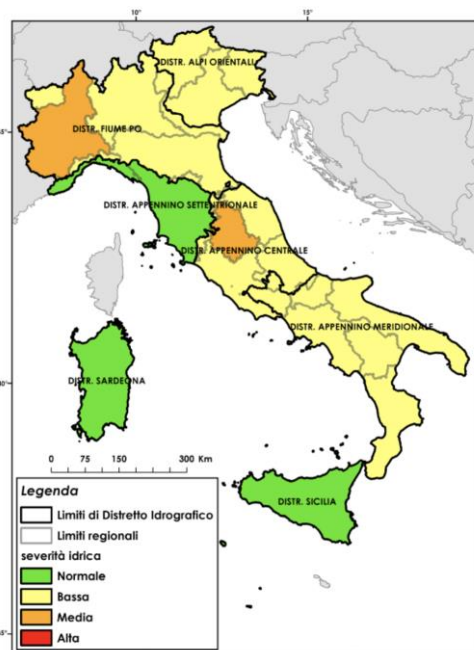 10°
15°
DISTR. ALPI ORIENTALI
DISTR. FIUME PO
DISTR. APPENNINO SETTENTRIONALE
DISTR. APPENNINO CENTRALE
DISTR. APPENNINO MERIDIONALE
DISTR. SARDEGNA
0 75 150 300 Km
DISTR. SICILIA
Legenda
Limiti di Distretto Idrografico
Limiti regionali
severità idrica
Normale
Bassa
Media
Alta